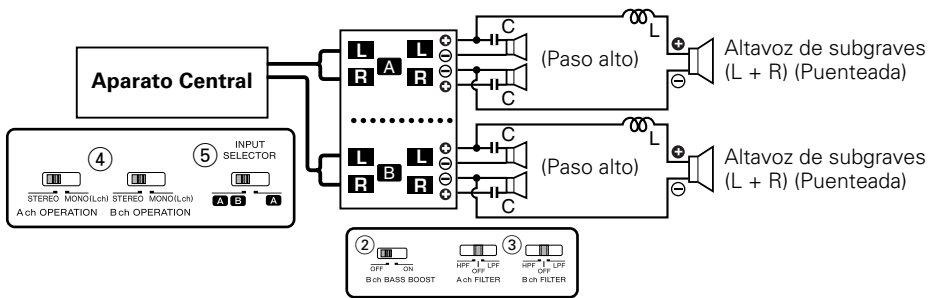 Aparato Central
L L
A
R R
L L
B
R R
C
C
L
(Paso alto)
Altavoz de subgraves
(L + R) (Puenteada)
C
C
L
(Paso alto)
Altavoz de subgraves
(L + R) (Puenteada)
④
STEREO MONO(Lch)
A ch OPERATION
STEREO MONO(Lch)
B ch OPERATION
⑤ INPUT
SELECTOR
A B A
②
OFF ON
B ch BASS BOOST
③
HPF LPF
OFF
A ch FILTER
HPF LPF
OFF
B ch FILTER